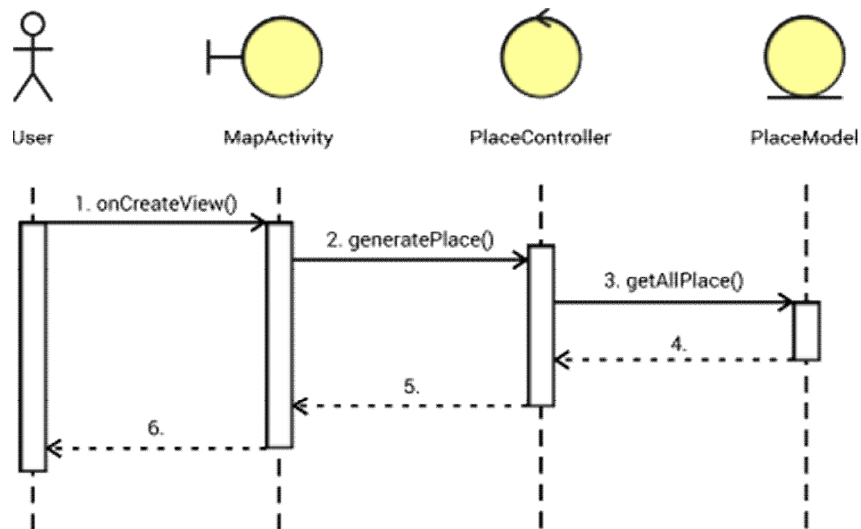 User
MapActivity
PlaceController
PlaceModel
1. onCreateView()
2. generatePlace()
3. getAllPlace()
4.
5.
6.